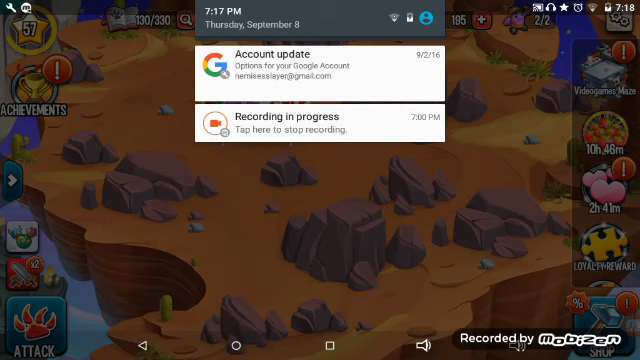 7:18
57
130/330
7:17 PM
Thursday, September 8
195
2/2
Account update
9/2/16
Options for your Google Account
nemisesslayer@gmail.com
Recording in progress
7:00 PM
Tap here to stop recording.
ACHIEVEMENTS
Videogames Maze
10h 46m
2h 41m
x2
LOYALTY REWARD
%
ATTACK
SHOP
Recorded by MOBIZEN